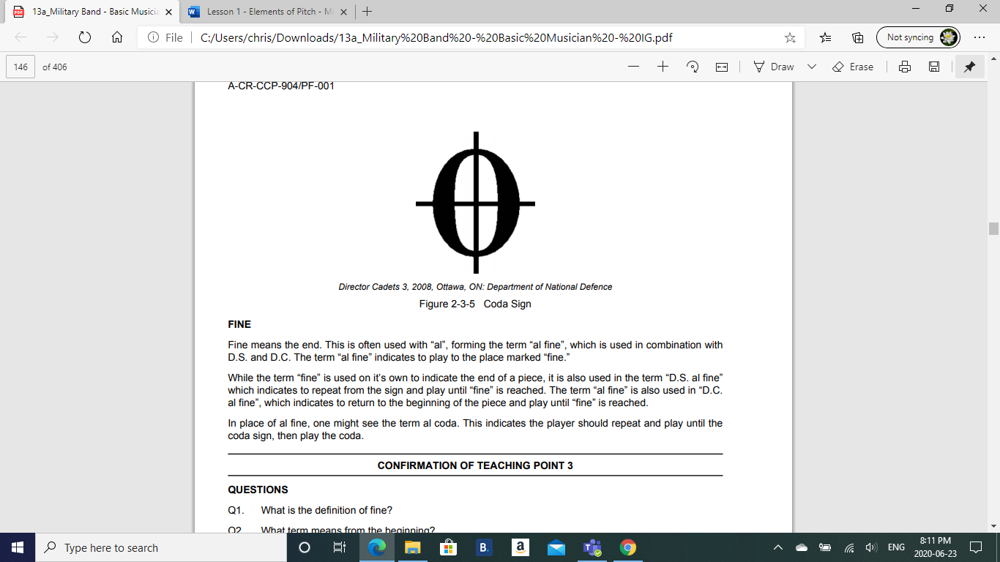 13a_Military Band - Basic Musicia
Lesson 1 - Elements of Pitch - M
File
C:/Users/chris/Downloads/13a_Military%20Band%20-%20Basic%20Musician%20-%20IG.pdf
Not syncing
146 of 406
Draw
Erase
A-CR-CCP-904/PF-001
Director Cadets 3, 2008, Ottawa, ON: Department of National Defence
Figure 2-3-5 Coda Sign
FINE
Fine means the end. This is often used with “al”, forming the term “al fine”, which is used in combination with
D.S. and D.C. The term “al fine” indicates to play to the place marked “fine.”
While the term “fine” is used on it’s own to indicate the end of a piece, it is also used in the term “D.S. al fine”
which indicates to repeat from the sign and play until “fine” is reached. The term “al fine” is also used in “D.C.
al fine”, which indicates to return to the beginning of the piece and play until “fine” is reached.
In place of al fine, one might see the term al coda. This indicates the player should repeat and play until the
coda sign, then play the coda.
CONFIRMATION OF TEACHING POINT 3
QUESTIONS
Q1. What is the definition of fine?
Q2. What term means from the beginning?
Type here to search
B.
a
ENG
8:11 PM
2020-06-23